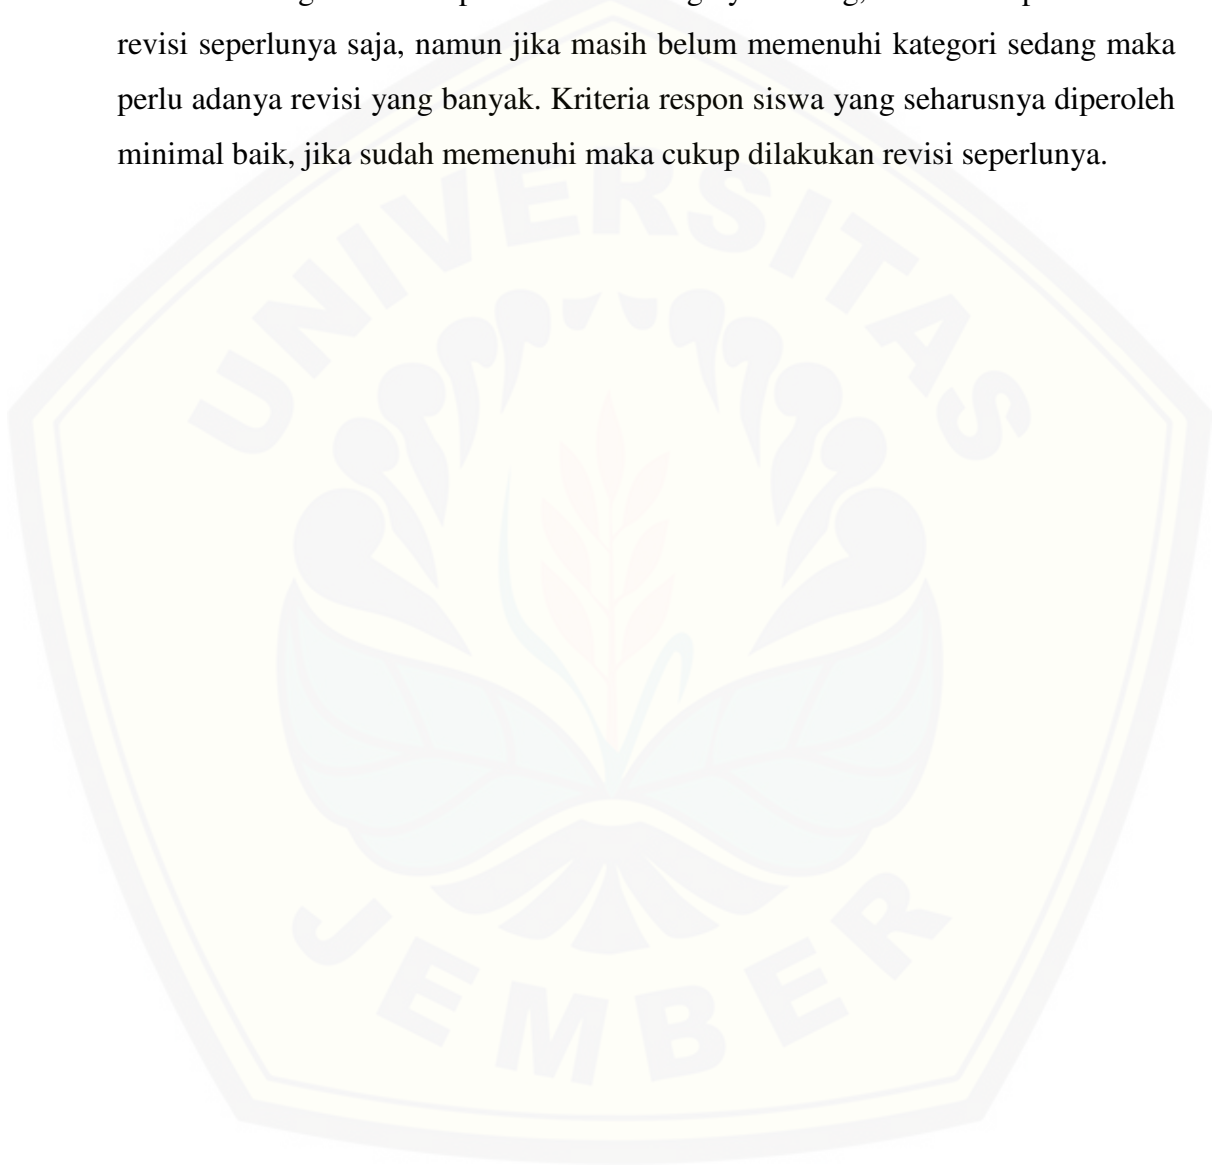 revisi seperlunya saja, namun jika masih belum memenuhi kategori sedang maka
perlu adanya revisi yang banyak. Kriteria respon siswa yang seharusnya diperoleh
minimal baik, jika sudah memenuhi maka cukup dilakukan revisi seperlunya.
UNIVERSITAS
JEMBER